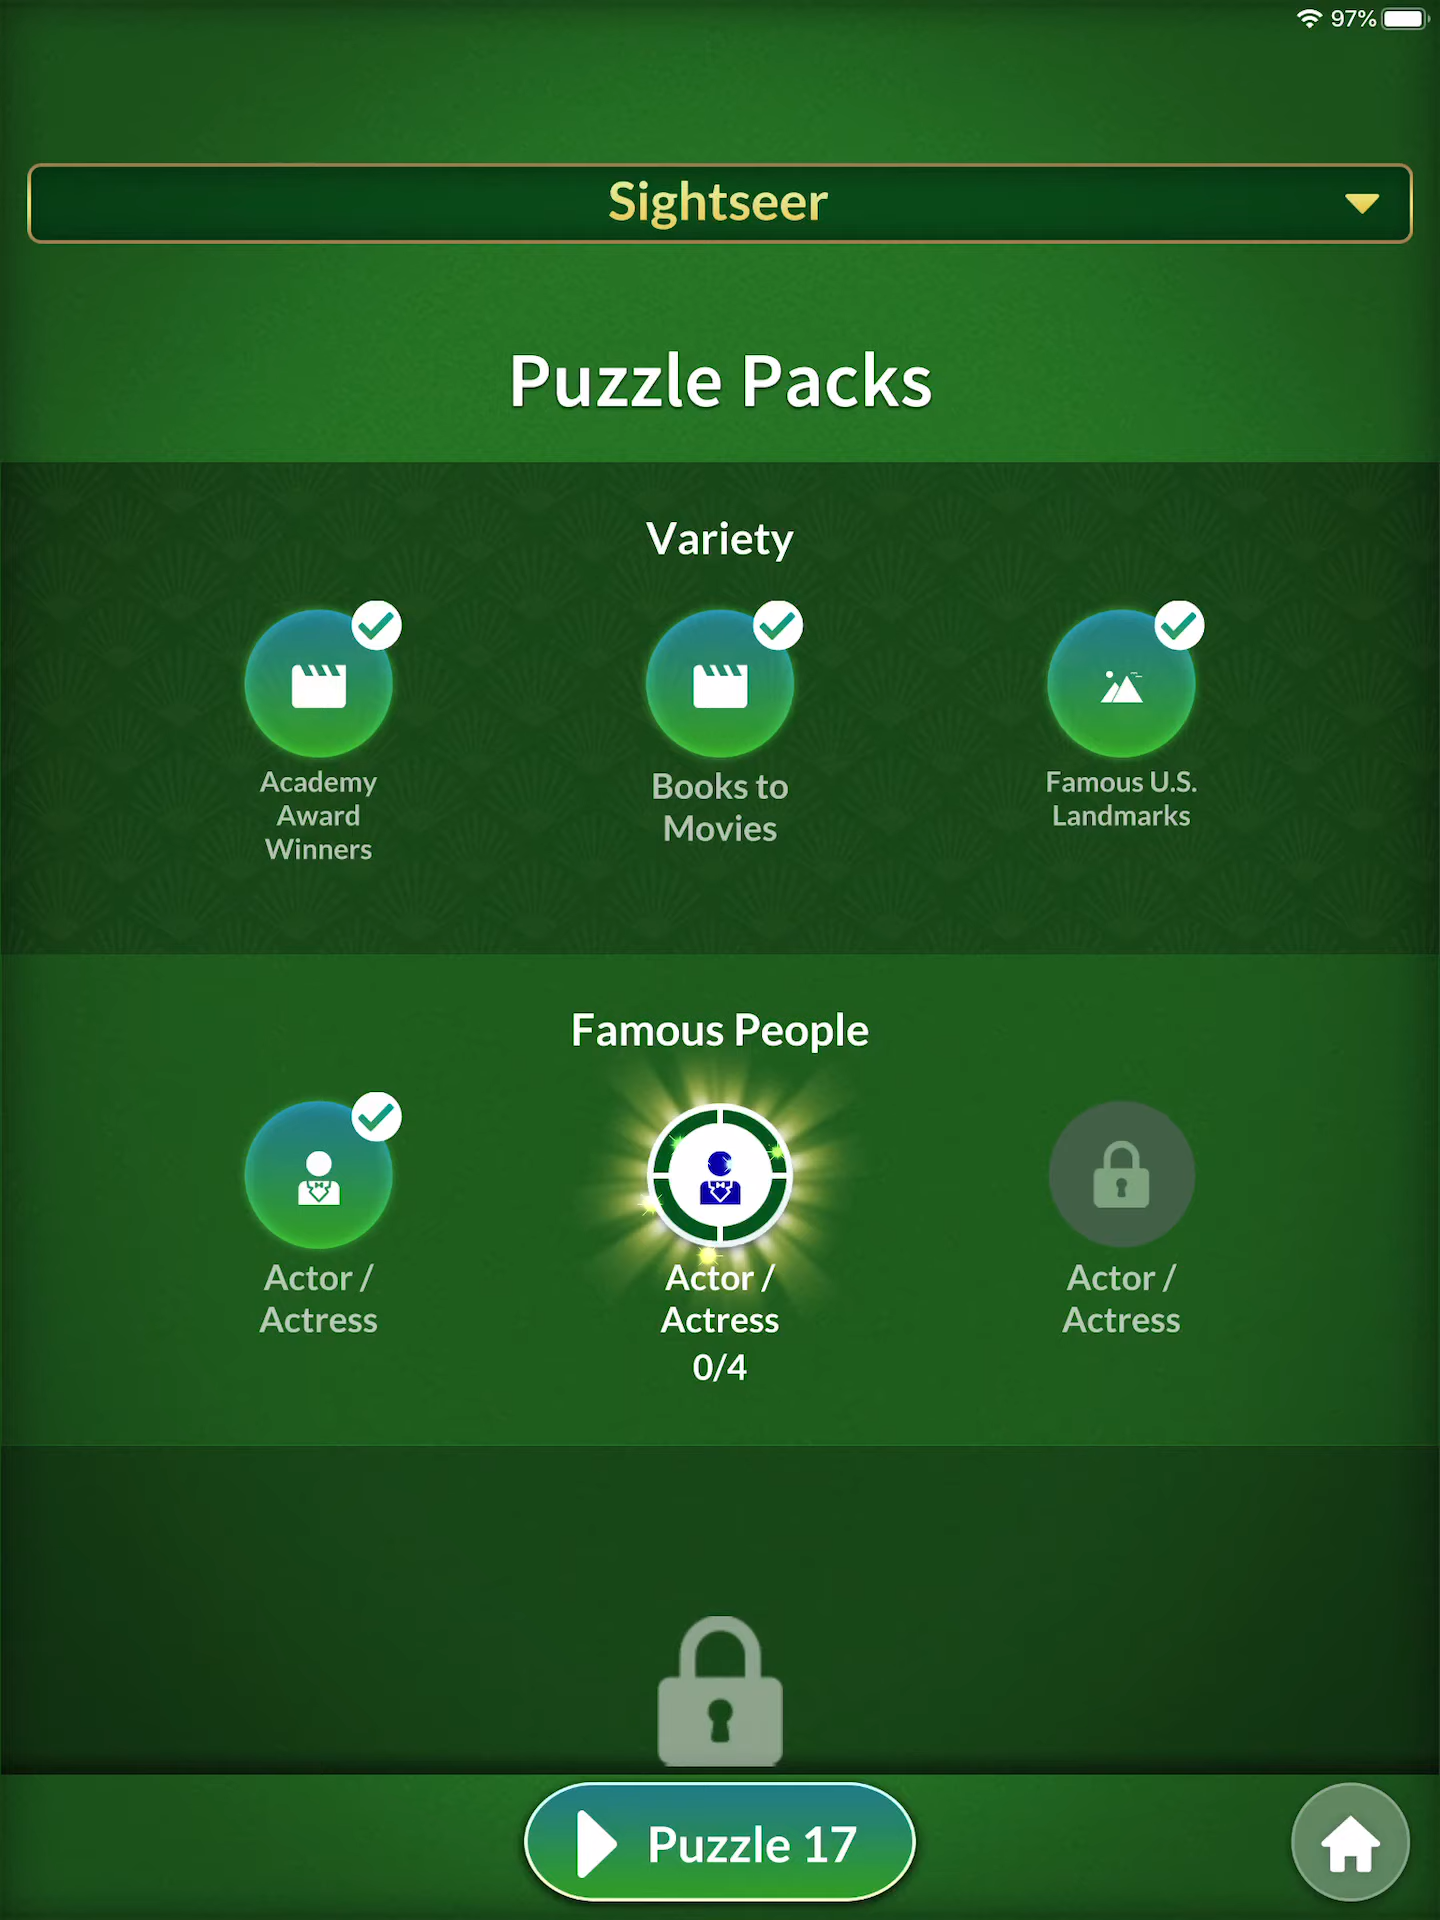 97%
Sightseer
Puzzle Packs
Variety
Academy
Award
Winners
Books to
Movies
Famous U.S.
Landmarks
Famous People
Actor /
Actress
Actor /
Actress
0/4
Actor /
Actress
Puzzle 17